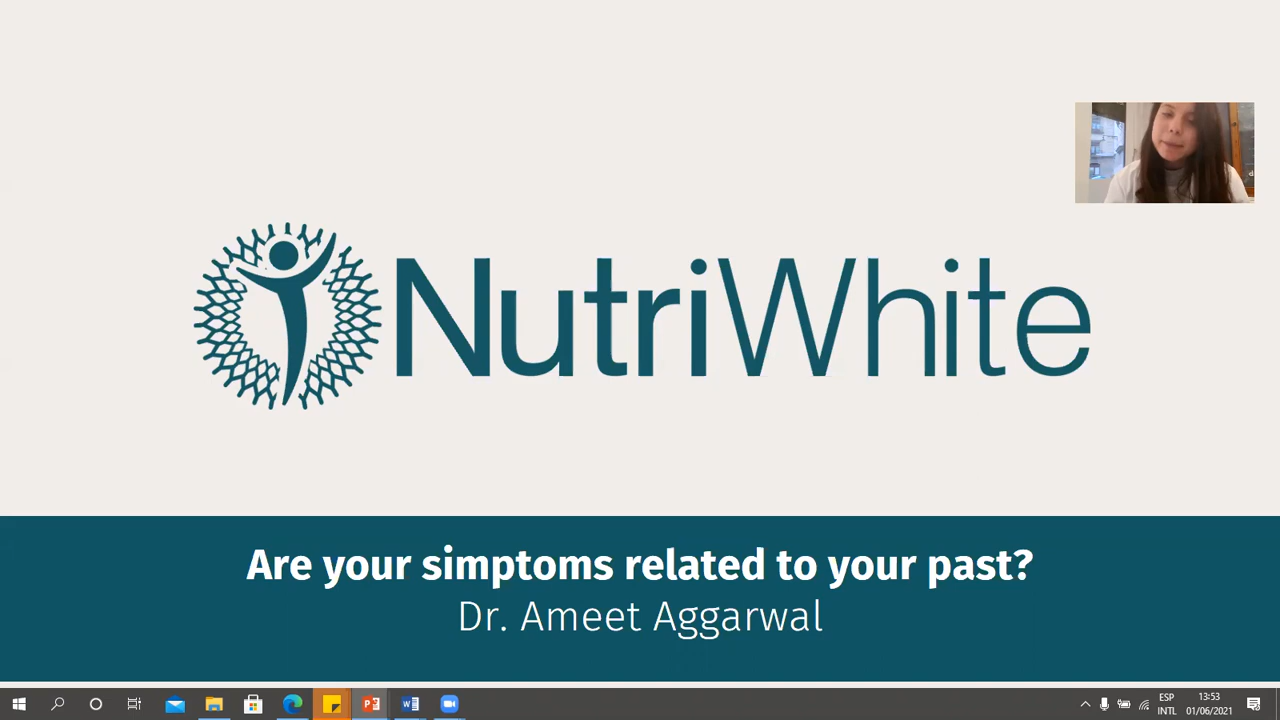 NutriWhite
Are your simptoms related to your past?
Dr. Ameet Aggarwal
ESP
INTL
13:53
01/06/2021